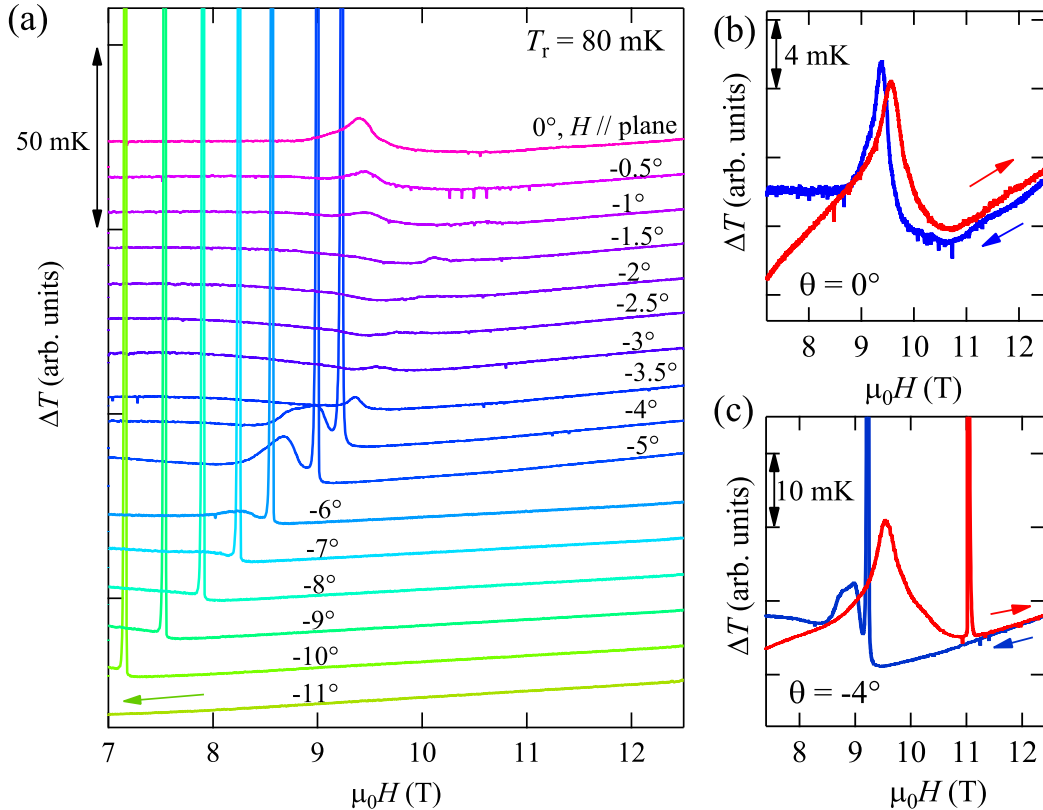 (a)
T_r = 80 mK
50 mK
0°, H // plane
-0.5°
-1°
-1.5°
-2°
-2.5°
-3°
-3.5°
-4°
-5°
-6°
-7°
-8°
-9°
-10°
-11°
ΔT (arb. units)
7 8 9 10 11 12
μ₀H (T)
(b)
4 mK
ΔT (arb. units)
θ = 0°
8 9 10 11 12
μ₀H (T)
(c)
10 mK
ΔT (arb. units)
θ = -4°
8 9 10 11 12
μ₀H (T)